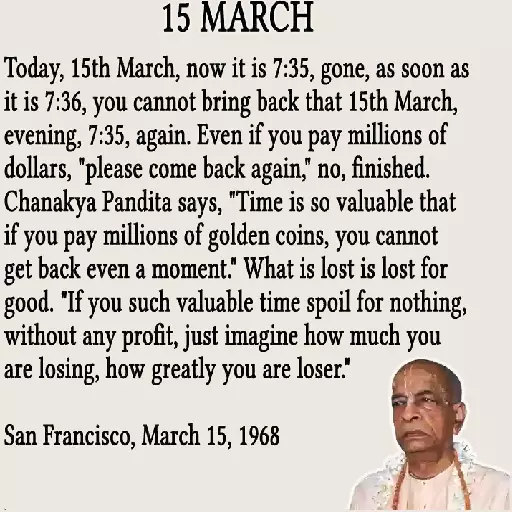 15 MARCH
Today, 15th March, now it is 7:35, gone, as soon as
it is 7:36, you cannot bring back that 15th March,
evening, 7:35, again. Even if you pay millions of
dollars, "please come back again," no, finished.
Chanakya Pandita says, "Time is so valuable that
if you pay millions of golden coins, you cannot
get back even a moment." What is lost is lost for
good. "If you such valuable time spoil for nothing,
without any profit, just imagine how much you
are losing, how greatly you are loser."
San Francisco, March 15, 1968